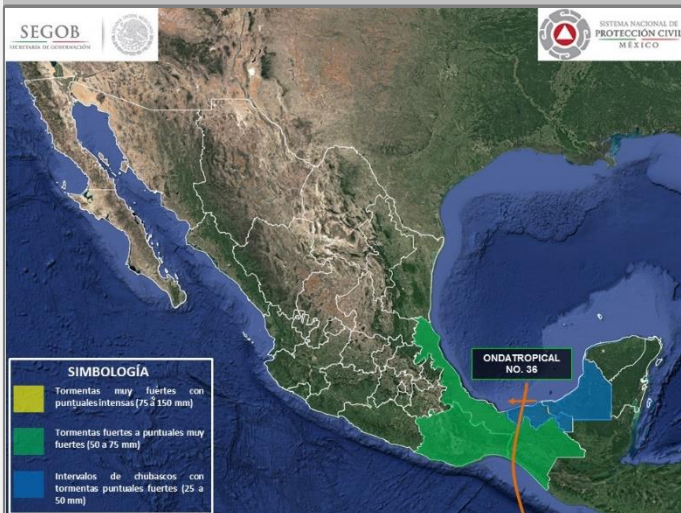 SEGOB
SECRETARÍA DE GOBERNACIÓN
SISTEMA NACIONAL DE
PROTECCIÓN CIVIL
MÉXICO
ONDATROPICAL
NO. 36
SIMBOLOGÍA
Tormentas muy fuertes con
puntuales intensas (75 a 150 mm)
Tormentas fuertes a puntuales muy
fuertes (50 a 75 mm)
Intervalos de chubascos con
tormentas puntuales fuertes (25 a
50 mm)